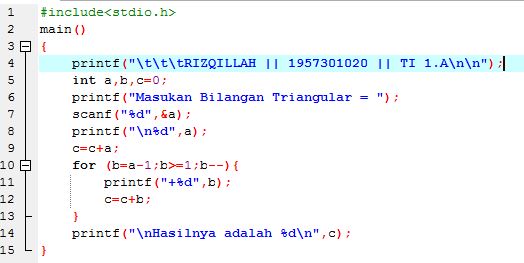 1 #include<stdio.h>
2 main()
3 {
4 printf("\t\t\tRIZQILLAH || 1957301020 || TI 1.A\n\n");
5 int a,b,c=0;
6 printf("Masukan Bilangan Triangular = ");
7 scanf("%d",&a);
8 printf("\n%d",a);
9 c=c+a;
10 for (b=a-1;b>=1;b--){
11 printf("+%d",b);
12 c=c+b;
13 }
14 printf("\nHasilnya adalah %d\n",c);
15 }